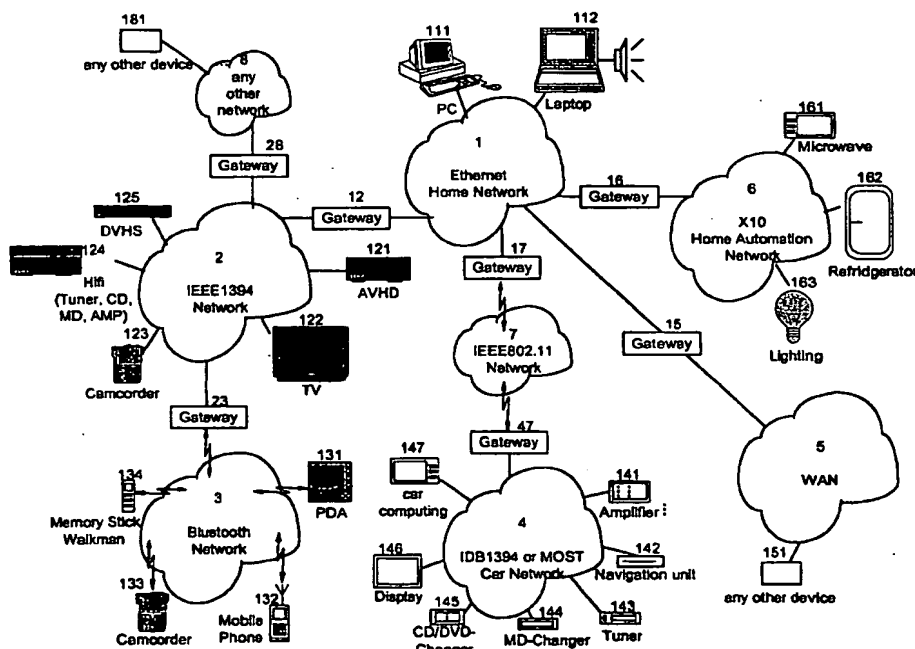 181
any other device
8
any
other
network
28
Gateway
111
PC
112
Laptop
1
Ethernet
Home Network
161
Microwave
16
Gateway
6
X10
Home Automation
Network
162
Refridgerator
163
Lighting
125
DVHS
12
Gateway
124
Hifi
(Tuner, CD,
MD, AMP)
2
IEEE1394
Network
121
AVHD
17
Gateway
123
Camcorder
122
TV
7
IEEE802.11
Network
15
Gateway
23
Gateway
47
Gateway
5
WAN
134
Memory Stick
Walkman
3
Bluetooth
Network
131
PDA
147
car
computing
141
Amplifier
4
IDB1394 or MOST
Car Network
146
Display
142
Navigation unit
151
any other device
133
Camcorder
132
Mobile
Phone
145
CD/DVD-
Changer
144
MD-Changer
143
Tuner